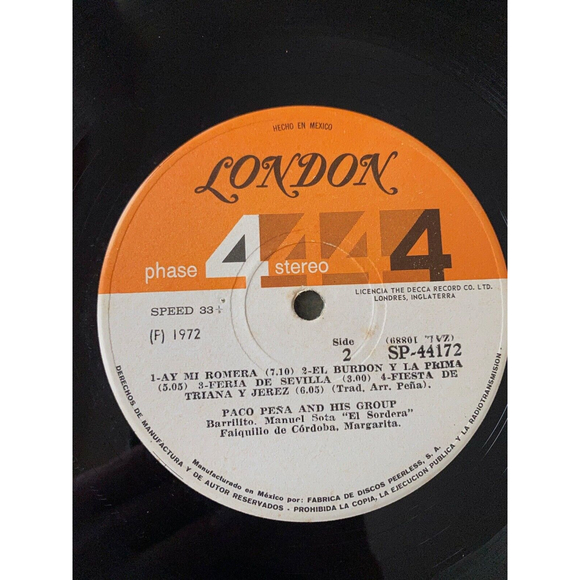 HECHO EN MEXICO
LONDON
phase 4 stereo 4 4 4
LICENCIA THE DECCA RECORD CO. LTD.
LONDRES, INGLATERRA
SPEED 33⅓
(F) 1972
Side 2
SP-44172
1-AY MI ROMERA (7.10) 2-EL BURDON Y LA PRIMA
(5.05) 3-FERIA DE SEVILLA (3.00) 4-FIESTA DE
TRIANA Y JEREZ (6.05) (Trad. Arr. Peña).
PACO PEÑA AND HIS GROUP
Barrilito. Manuel Sota "El Sordera"
Faiquillo de Córdoba, Margarita.
Manufacturado en México por: FABRICA DE DISCOS PEERLESS, S. A.
DERECHOS DE MANUFACTURA Y DE AUTOR RESERVADOS - PROHIBIDA LA COPIA, LA EJECUCION PUBLICA Y LA RADIOTRANSMISION -